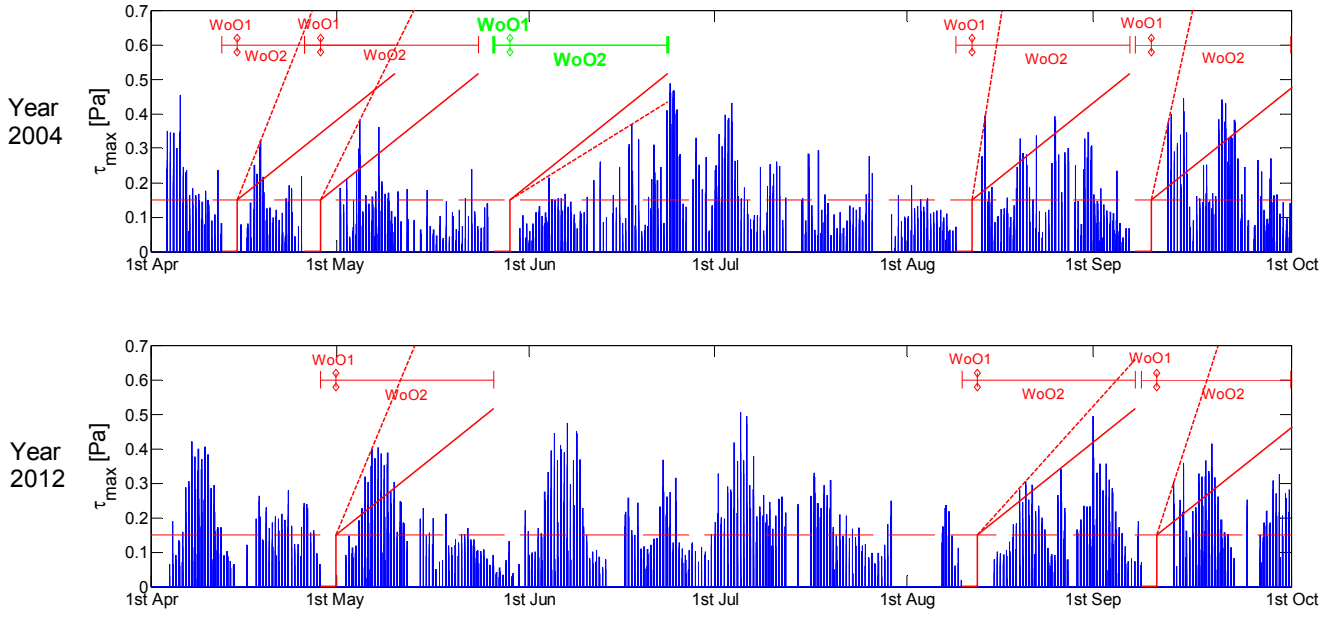 Year
2004
τmax [Pa]
0.7
0.6
0.5
0.4
0.3
0.2
0.1
0
WoO1
WoO2
WoO1
WoO2
WoO1
WoO2
WoO1
WoO2
WoO1
WoO2
1st Apr
1st May
1st Jun
1st Jul
1st Aug
1st Sep
1st Oct
Year
2012
τmax [Pa]
0.7
0.6
0.5
0.4
0.3
0.2
0.1
0
WoO1
WoO2
WoO1
WoO2
WoO1
WoO2
1st Apr
1st May
1st Jun
1st Jul
1st Aug
1st Sep
1st Oct